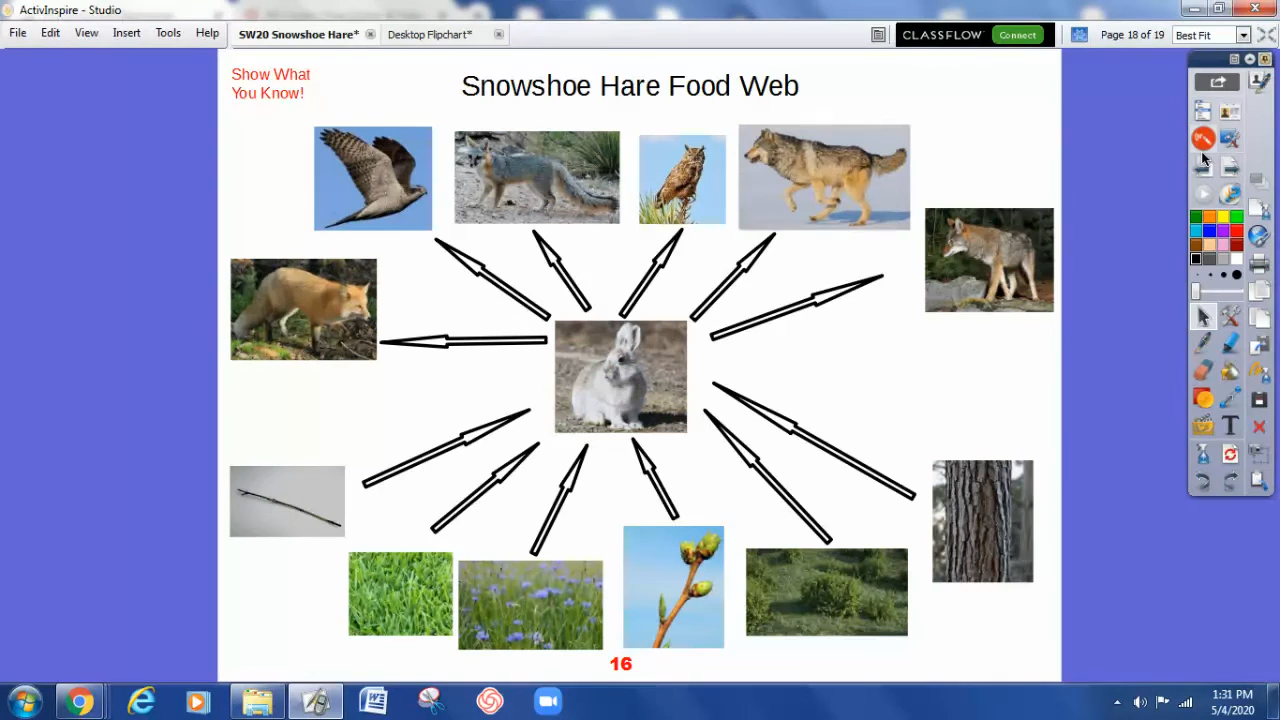 ActivInspire - Studio
File Edit View Insert Tools Help
SW20 Snowshoe Hare*
Desktop Flipchart*
CLASSFLOW Connect
Page 18 of 19
Best Fit
Show What
You Know!
Snowshoe Hare Food Web
16
T
1:31 PM
5/4/2020